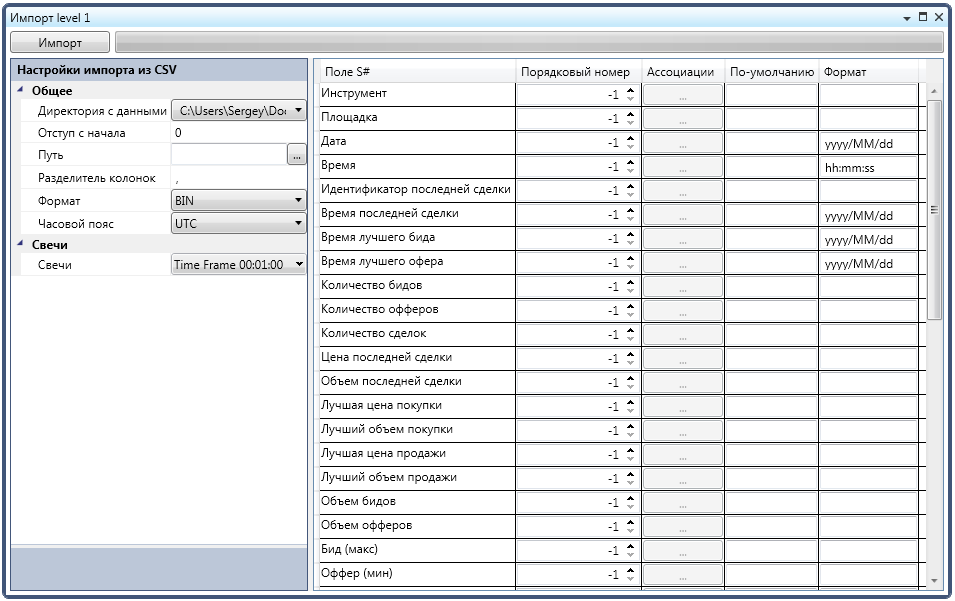 Импорт level 1
Импорт
Настройки импорта из CSV
Общее
Директория с данными C:\Users\Sergey\Doc
Отступ с начала 0
Путь ...
Разделитель колонок ,
Формат BIN
Часовой пояс UTC
Свечи
Свечи Time Frame 00:01:00
Поле S# Порядковый номер Ассоциации По-умолчанию Формат
Инструмент -1 ...
Площадка -1 ...
Дата -1 ... yyyy/MM/dd
Время -1 ... hh:mm:ss
Идентификатор последней сделки -1 ...
Время последней сделки -1 ... yyyy/MM/dd
Время лучшего бида -1 ... yyyy/MM/dd
Время лучшего офера -1 ... yyyy/MM/dd
Количество бидов -1 ...
Количество офферов -1 ...
Количество сделок -1 ...
Цена последней сделки -1 ...
Объем последней сделки -1 ...
Лучшая цена покупки -1 ...
Лучший объем покупки -1 ...
Лучшая цена продажи -1 ...
Лучший объем продажи -1 ...
Объем бидов -1 ...
Объем офферов -1 ...
Бид (макс) -1 ...
Оффер (мин) -1 ...